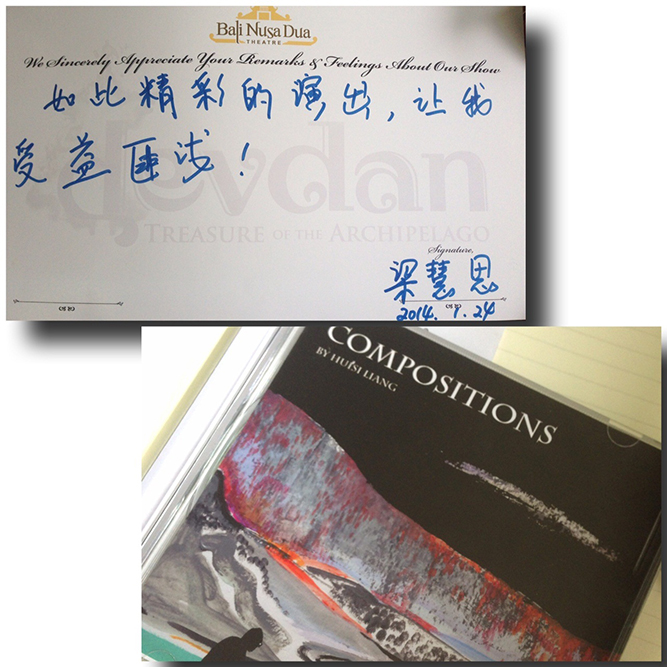 Bali Nusa Dua
THEATRE
We Sincerely Appreciate Your Remarks & Feelings About Our Show
如此精彩的演出,让我
受益匪浅!
devdan
TREASURE OF THE ARCHIPELAGO
Signature,
梁慧思
2014.1.24
COMPOSITIONS
BY HUISI LIANG